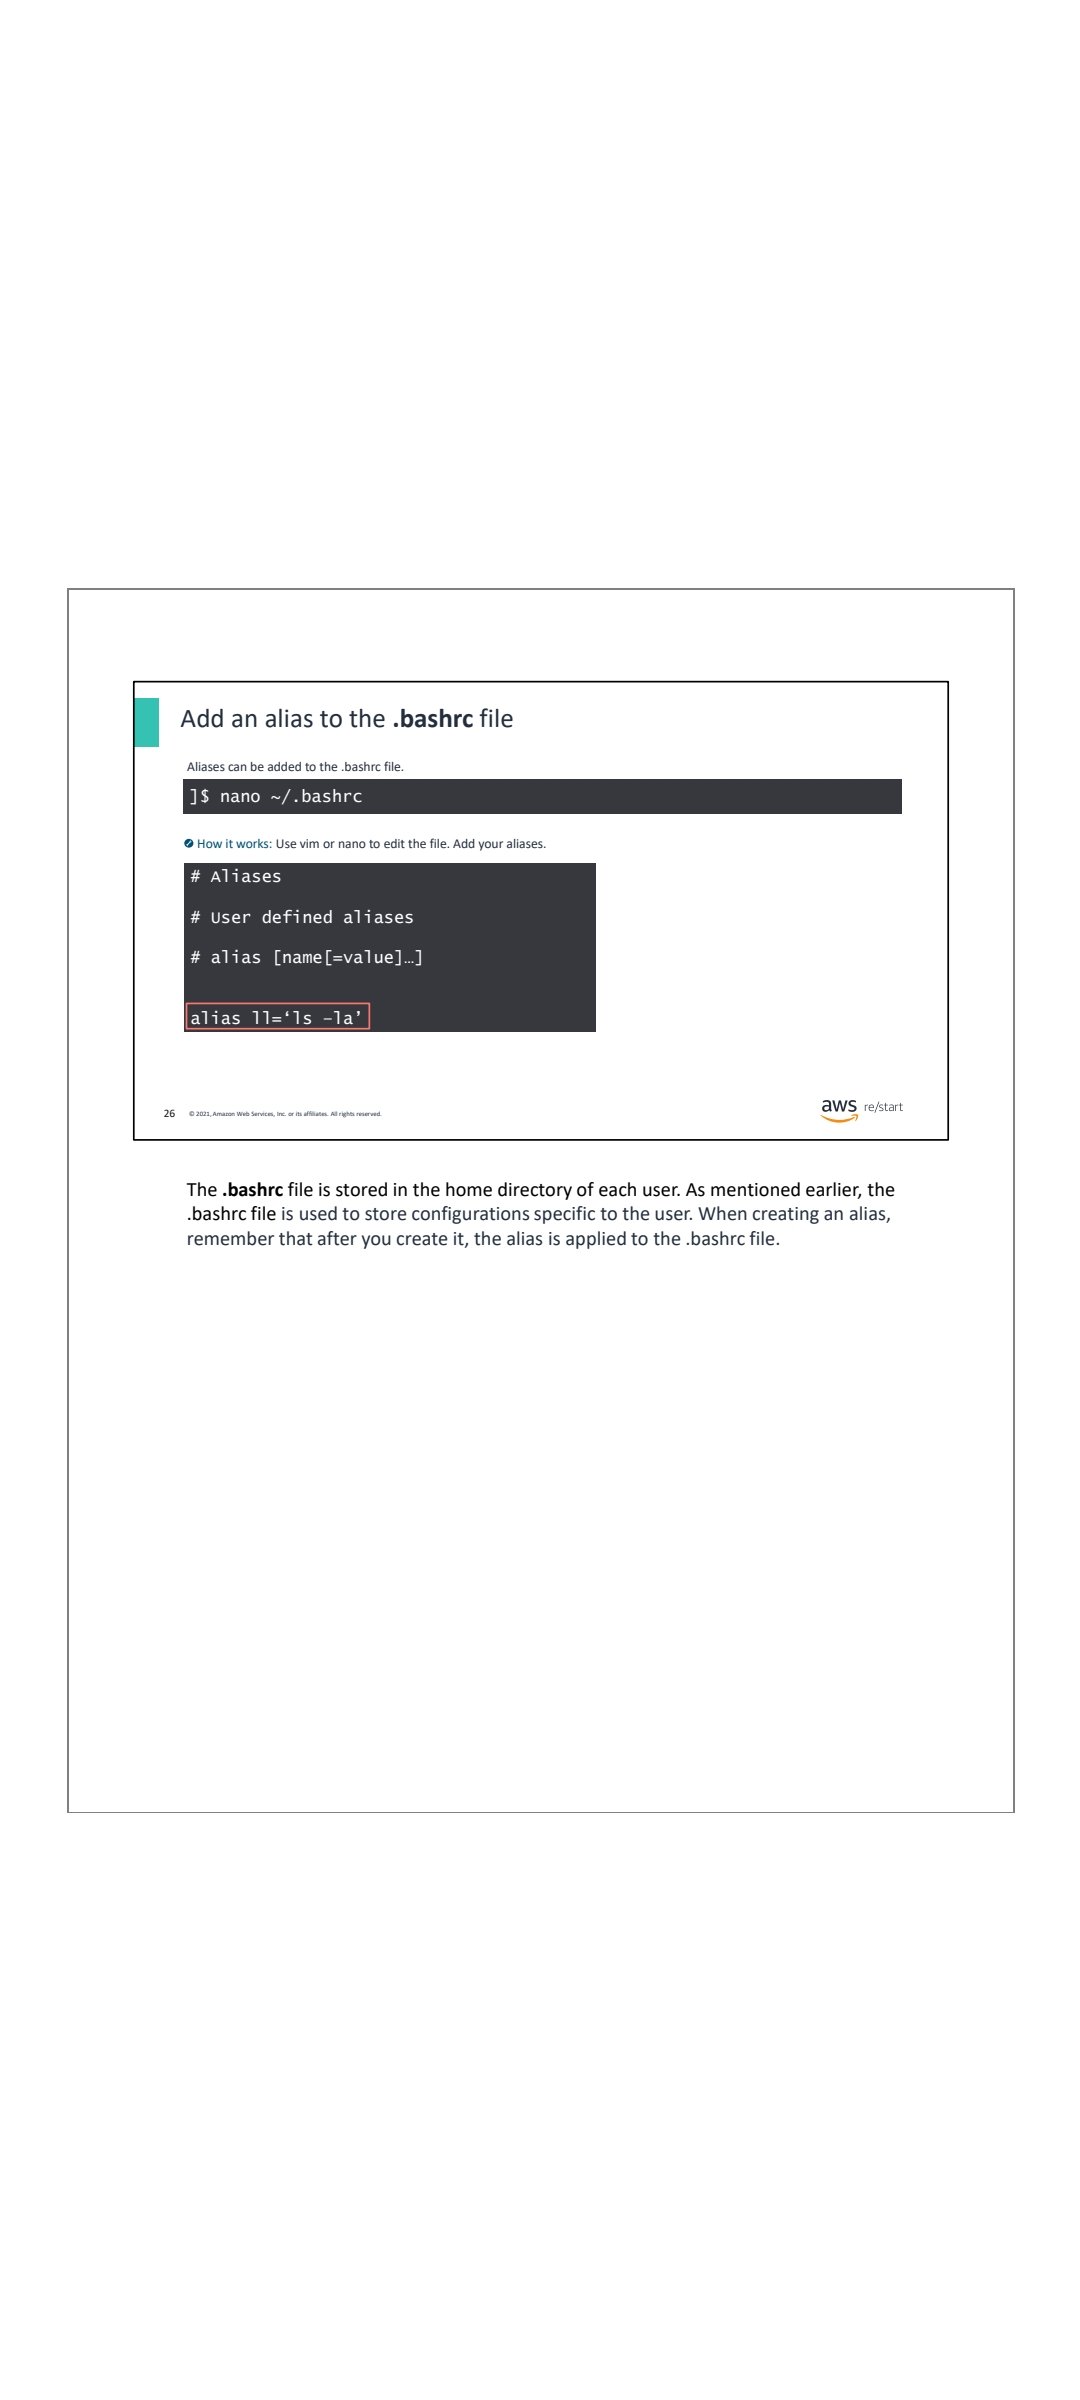 Add an alias to the .bashrc file
Aliases can be added to the .bashrc file.
]$ nano ~/.bashrc
How it works: Use vim or nano to edit the file. Add your aliases.
# Aliases
# User defined aliases
# alias [name[=value]…]
alias ll=‘ls –la’
26 © 2021, Amazon Web Services, Inc. or its affiliates. All rights reserved.
aws re/start
The .bashrc file is stored in the home directory of each user. As mentioned earlier, the
.bashrc file is used to store configurations specific to the user. When creating an alias,
remember that after you create it, the alias is applied to the .bashrc file.